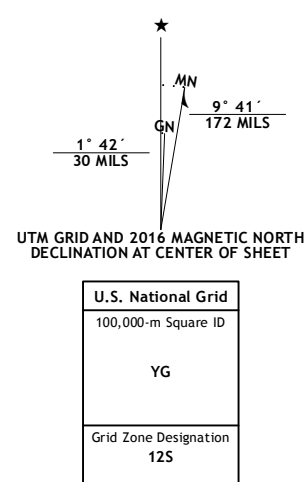 ★
MN
GN
9° 41´
172 MILS
1° 42´
30 MILS
UTM GRID AND 2016 MAGNETIC NORTH
DECLINATION AT CENTER OF SHEET
U.S. National Grid
100,000-m Square ID
YG
Grid Zone Designation
12S